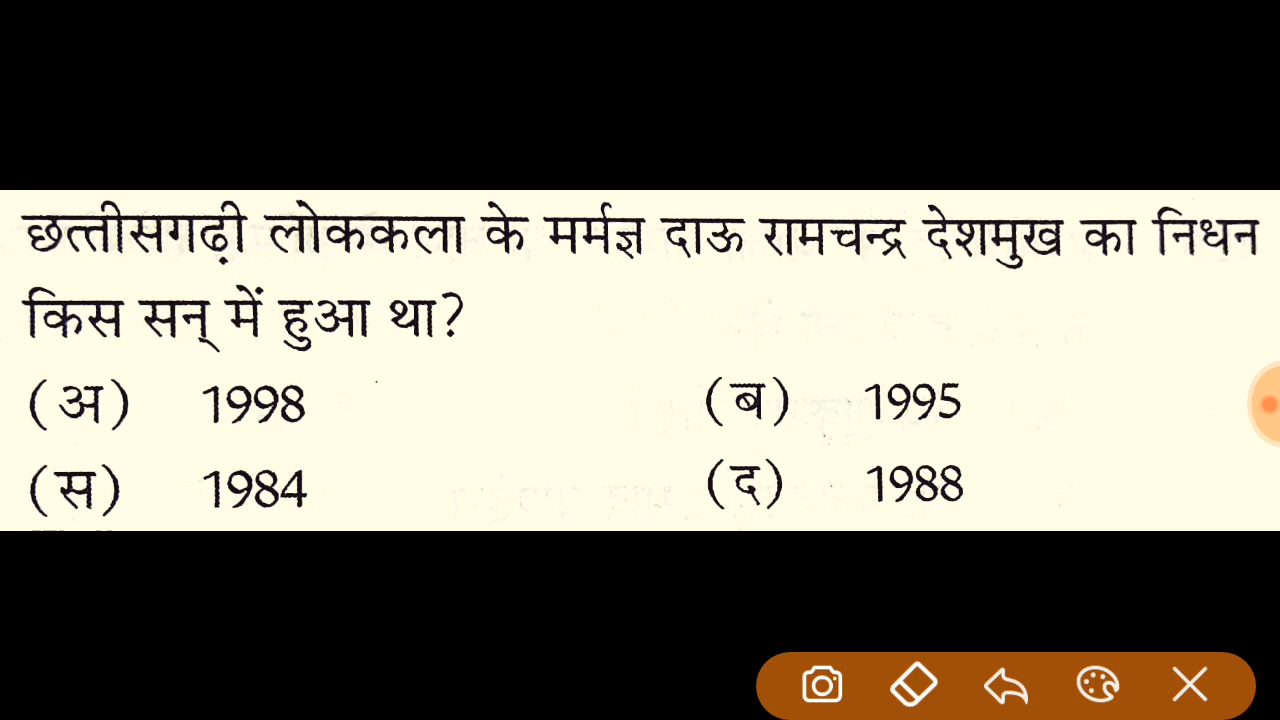 छत्तीसगढ़ी लोककला के मर्मज्ञ दाऊ रामचन्द्र देशमुख का निधन
किस सन् में हुआ था?
(अ) 1998 (ब) 1995
(स) 1984 (द) 1988